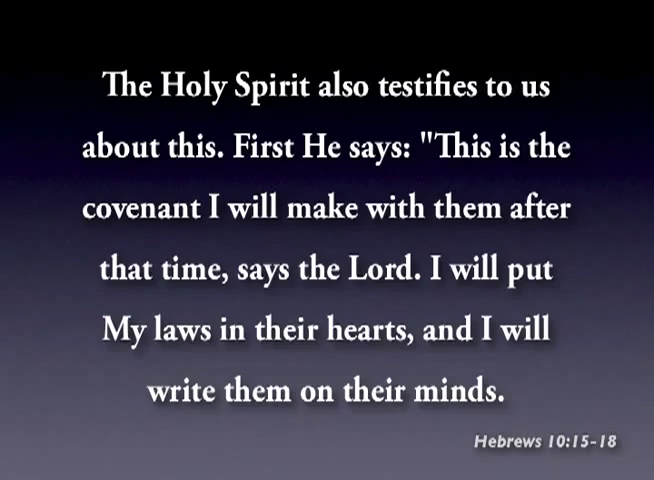 The Holy Spirit also testifies to us
about this. First He says: "This is the
covenant I will make with them after
that time, says the Lord. I will put
My laws in their hearts, and I will
write them on their minds.
Hebrews 10:15-18